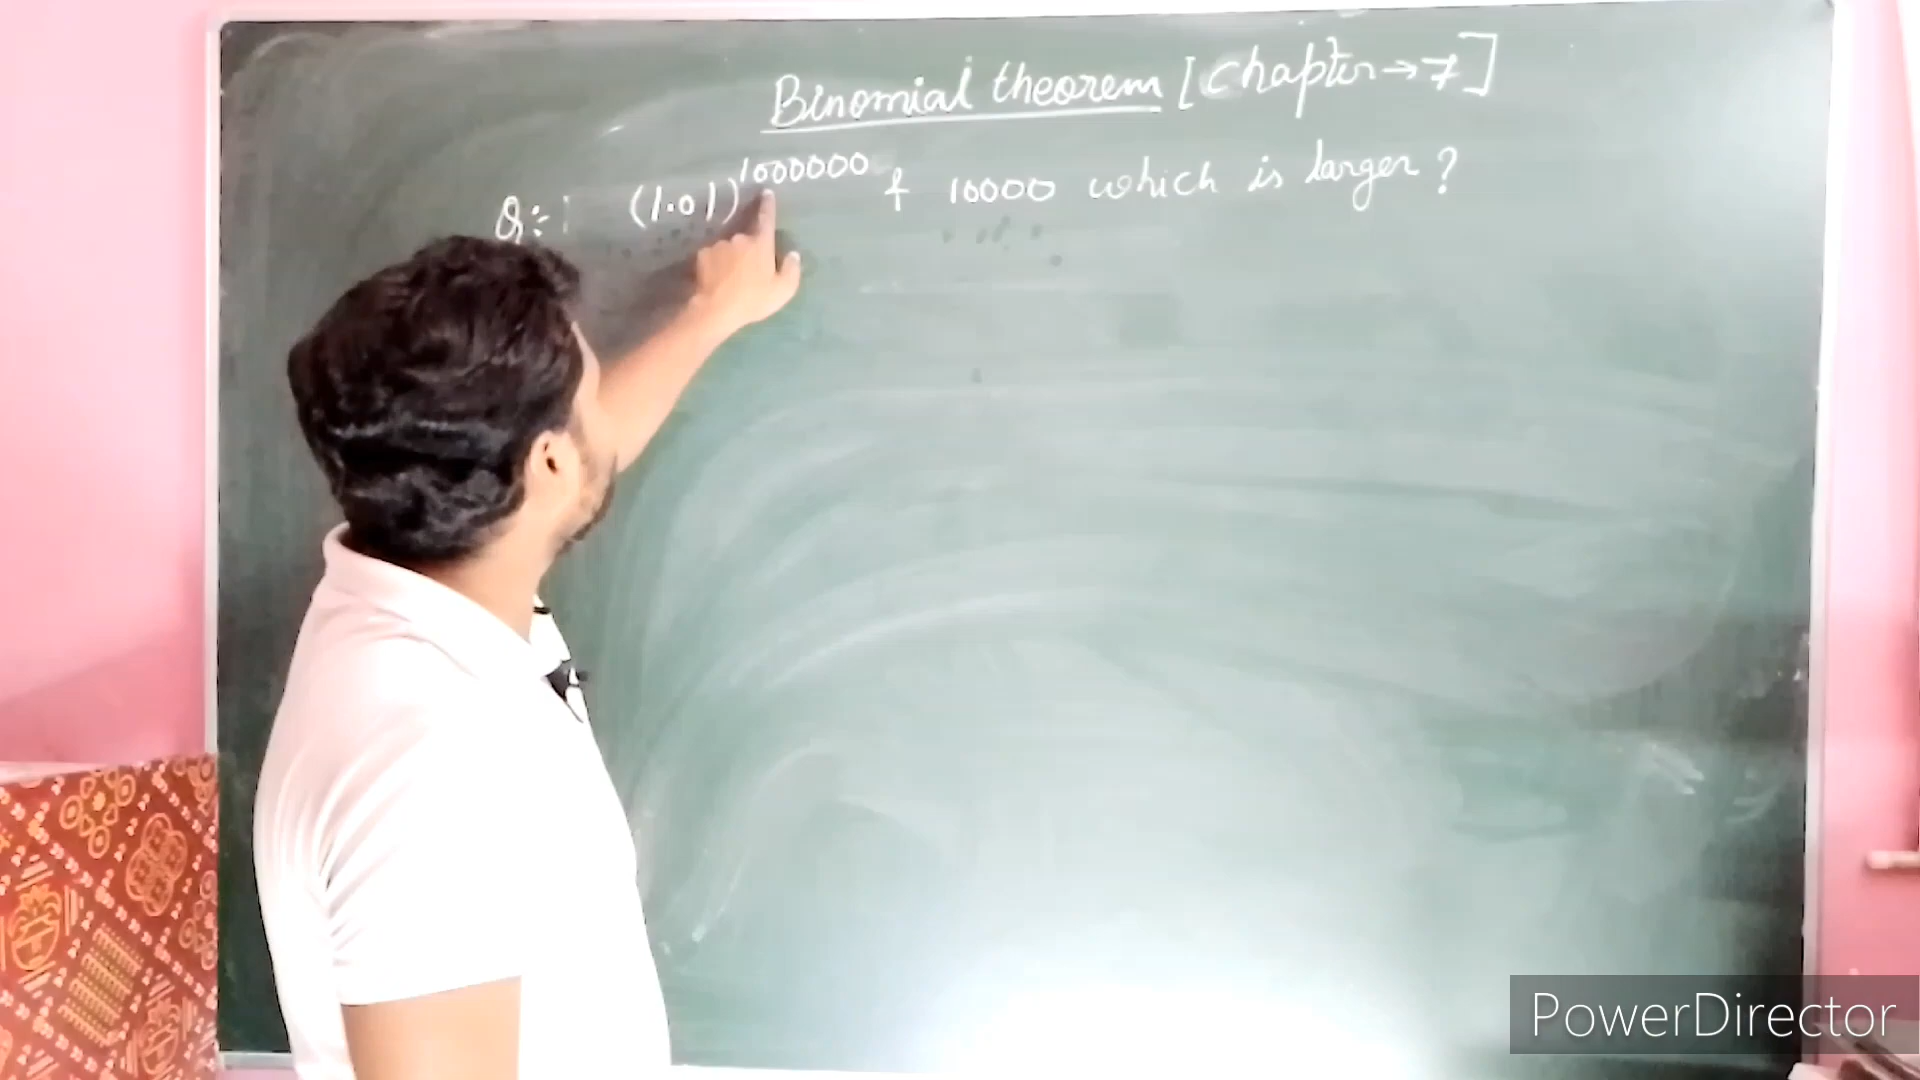 Binomial theorem [Chapter → 7]
Q:- (1.01)^1000000 & 10000 which is larger?
PowerDirector